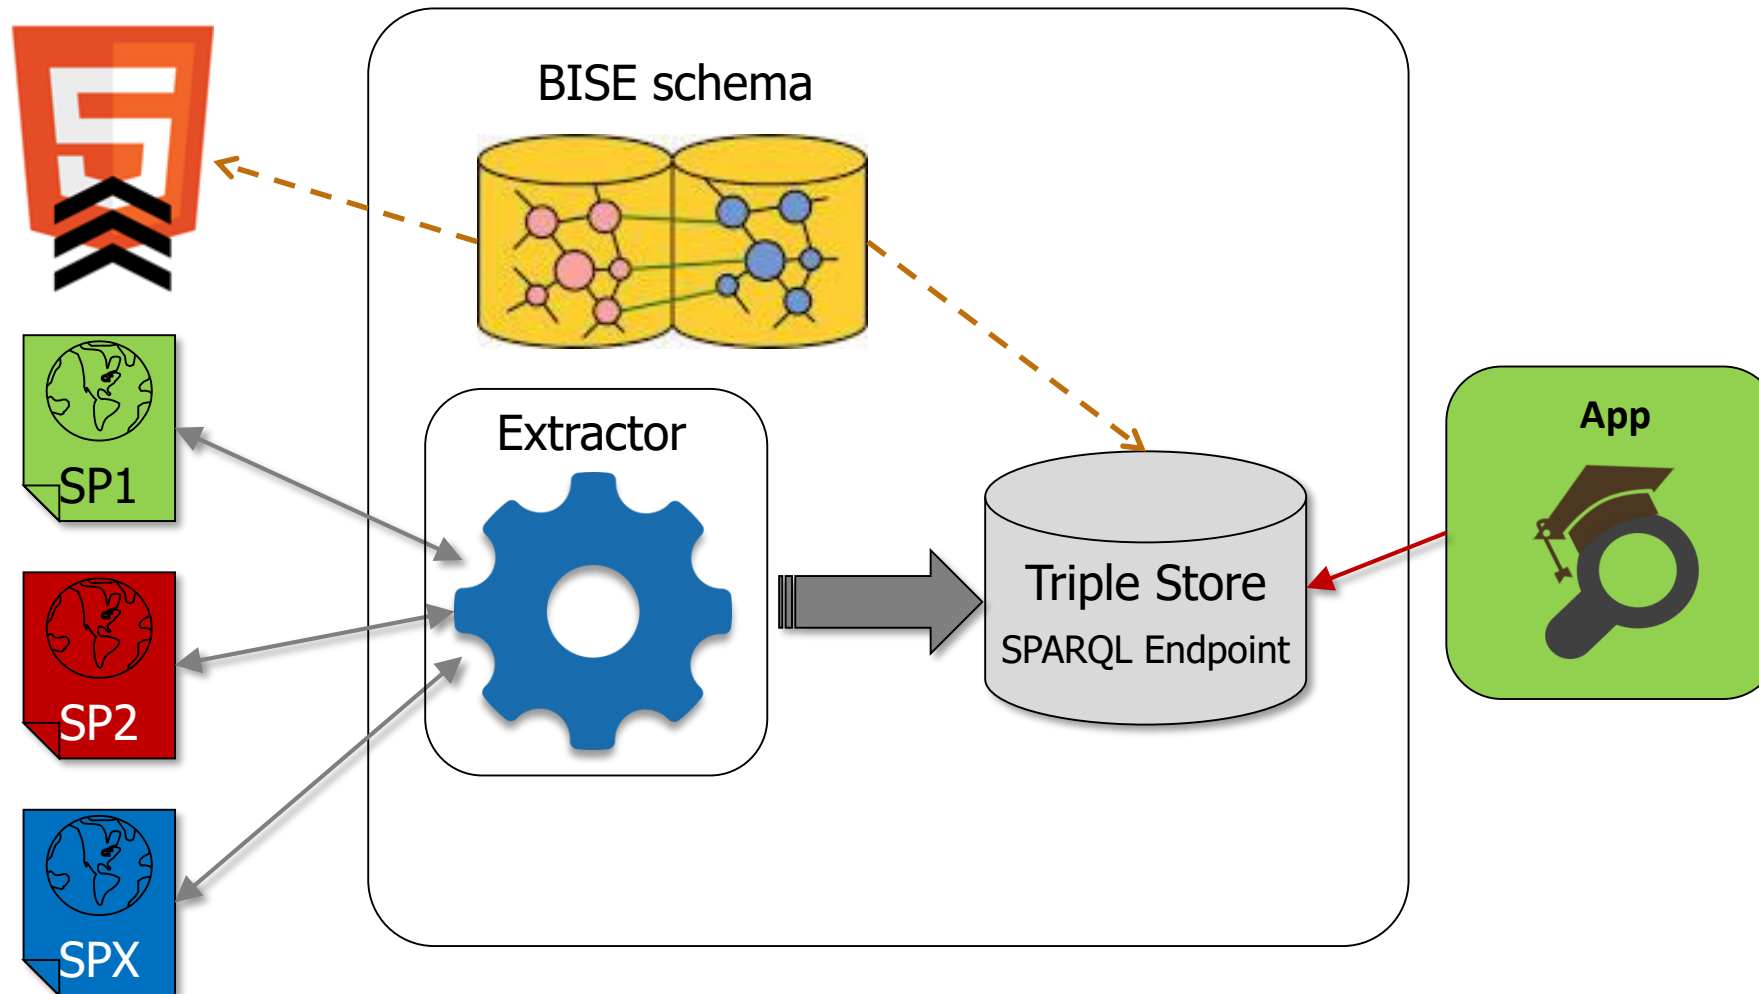 BISE schema
SP1
Extractor
App
SP2
Triple Store
SPARQL Endpoint
SPX